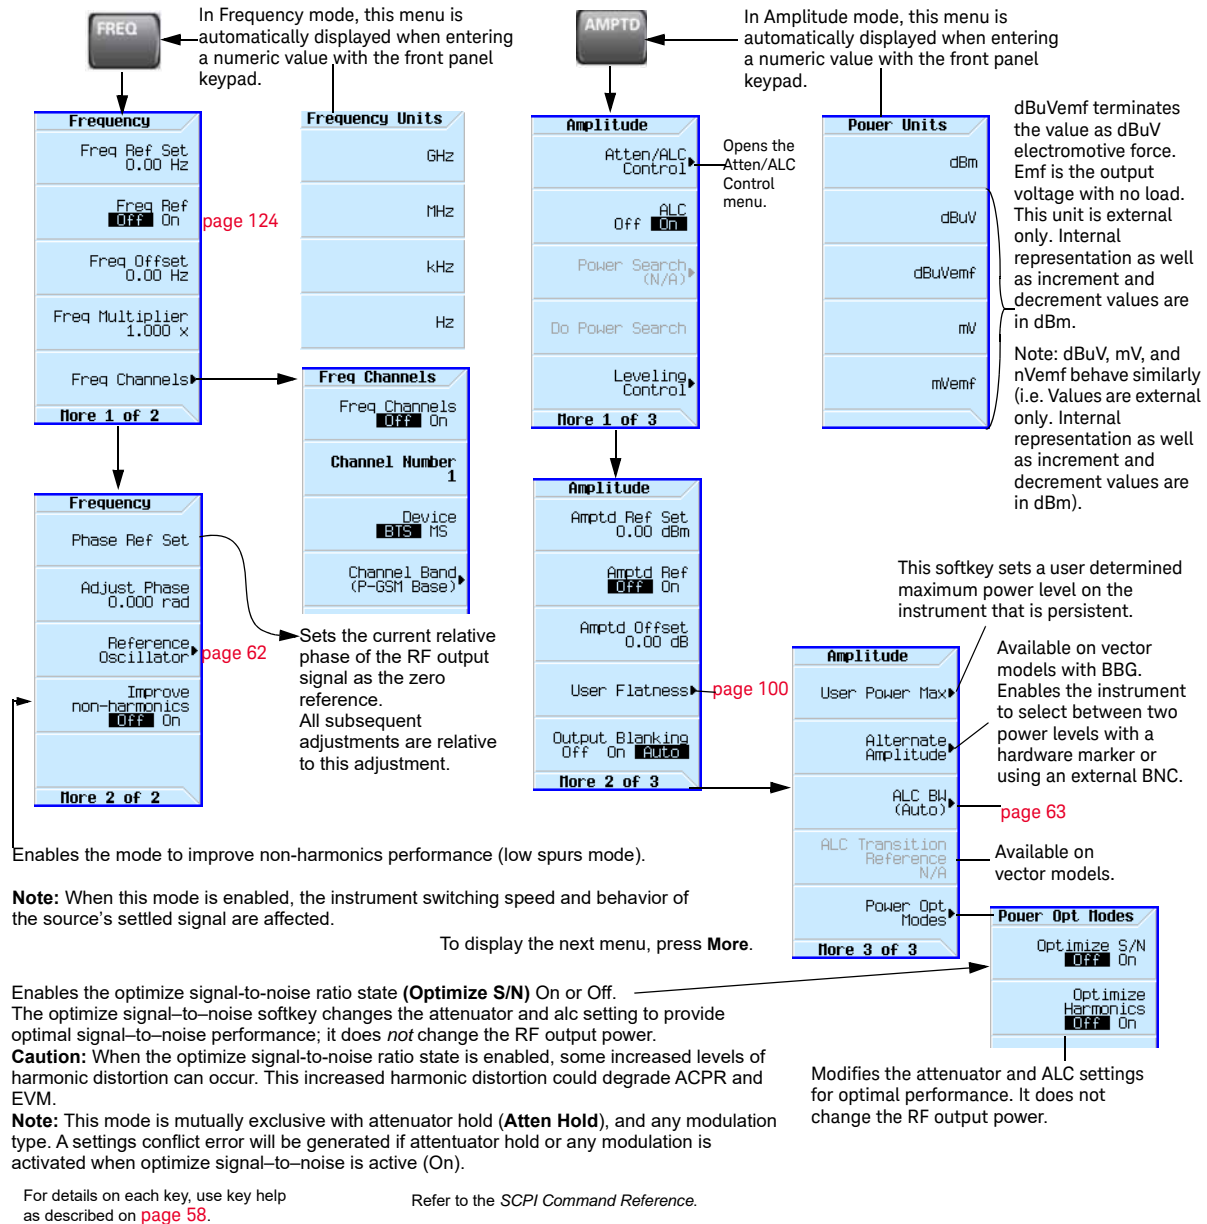 FREQ
In Frequency mode, this menu is
automatically displayed when entering
a numeric value with the front panel
keypad.
AMPTD
In Amplitude mode, this menu is
automatically displayed when entering
a numeric value with the front panel
keypad.
Frequency
Freq Ref Set
0.00 Hz
Freq Ref
Off On
page 124
Freq Offset
0.00 Hz
Freq Multiplier
1.000 x
Freq Channels
More 1 of 2
Frequency Units
GHz
MHz
kHz
Hz
Freq Channels
Freq Channels
Off On
Channel Number
1
Device
BTS MS
Channel Band
(P-GSM Base)
Frequency
Phase Ref Set
Adjust Phase
0.000 rad
Reference
Oscillator
page 62
Improve
non-harmonics
Off On
More 2 of 2
Sets the current relative
phase of the RF output
signal as the zero
reference.
All subsequent
adjustments are relative
to this adjustment.
Amplitude
Atten/ALC
Control
Opens the
Atten/ALC
Control
menu.
ALC
Off On
Power Search
(N/A)
Do Power Search
Leveling
Control
More 1 of 3
Power Units
dBm
dBuV
dBuVemf
mV
mVemf
dBuVemf terminates
the value as dBuV
electromotive force.
Emf is the output
voltage with no load.
This unit is external
only. Internal
representation as well
as increment and
decrement values are
in dBm.
Note: dBuV, mV, and
nVemf behave similarly
(i.e. Values are external
only. Internal
representation as well
as increment and
decrement values are
in dBm).
Amplitude
Amptd Ref Set
0.00 dBm
Amptd Ref
Off On
Amptd Offset
0.00 dB
User Flatness
page 100
Output Blanking
Off On Auto
More 2 of 3
This softkey sets a user determined
maximum power level on the
instrument that is persistent.
Amplitude
User Power Max
Alternate
Amplitude
ALC BW
(Auto)
ALC Transition
Reference
N/A
Power Opt
Modes
More 3 of 3
Available on vector
models with BBG.
Enables the instrument
to select between two
power levels with a
hardware marker or
using an external BNC.
page 63
Available on
vector models.
Power Opt Modes
Optimize S/N
Off On
Optimize
Harmonics
Off On
Enables the mode to improve non-harmonics performance (low spurs mode).
Note: When this mode is enabled, the instrument switching speed and behavior of
the source's settled signal are affected.
To display the next menu, press More.
Enables the optimize signal-to-noise ratio state (Optimize S/N) On or Off.
The optimize signal–to–noise softkey changes the attenuator and alc setting to provide
optimal signal–to–noise performance; it does not change the RF output power.
Caution: When the optimize signal-to-noise ratio state is enabled, some increased levels of
harmonic distortion can occur. This increased harmonic distortion could degrade ACPR and
EVM.
Note: This mode is mutually exclusive with attenuator hold (Atten Hold), and any modulation
type. A settings conflict error will be generated if attentuator hold or any modulation is
activated when optimize signal–to–noise is active (On).
Modifies the attenuator and ALC settings
for optimal performance. It does not
change the RF output power.
For details on each key, use key help
as described on page 58.
Refer to the SCPI Command Reference.